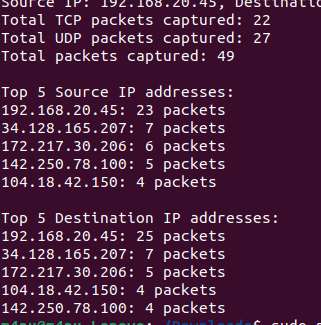 Source IP: 192.168.20.45, Destinatio
Total TCP packets captured: 22
Total UDP packets captured: 27
Total packets captured: 49
Top 5 Source IP addresses:
192.168.20.45: 23 packets
34.128.165.207: 7 packets
172.217.30.206: 6 packets
142.250.78.100: 5 packets
104.18.42.150: 4 packets
Top 5 Destination IP addresses:
192.168.20.45: 25 packets
34.128.165.207: 7 packets
172.217.30.206: 5 packets
104.18.42.150: 4 packets
142.250.78.100: 4 packets